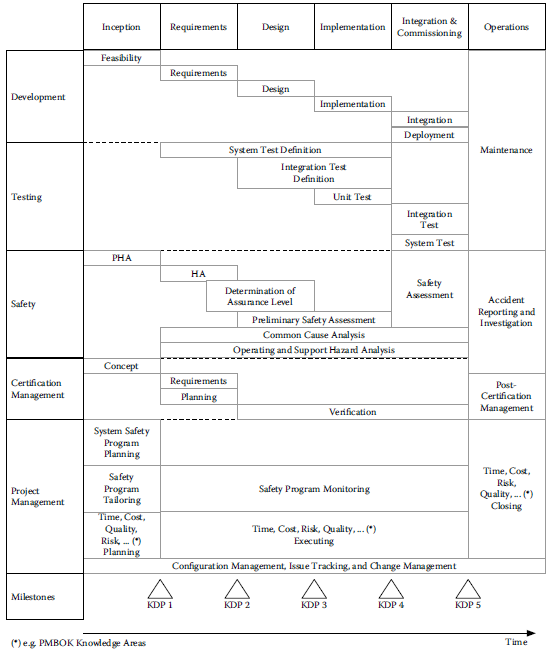 Inception
Requirements
Design
Implementation
Integration &
Commissioning
Operations
Development
Feasibility
Requirements
Design
Implementation
Integration
Deployment
Maintenance
Testing
System Test Definition
Integration Test
Definition
Unit Test
Integration
Test
System Test
Safety
PHA
HA
Determination of
Assurance Level
Preliminary Safety Assessment
Safety
Assessment
Common Cause Analysis
Operating and Support Hazard Analysis
Accident
Reporting and
Investigation
Certification
Management
Concept
Requirements
Planning
Verification
Post-
Certification
Management
Project
Management
System Safety
Program
Planning
Safety
Program
Tailoring
Safety Program Monitoring
Time, Cost,
Quality,
Risk, ... (*)
Planning
Time, Cost, Risk, Quality, ... (*)
Executing
Time, Cost,
Risk,
Quality, ... (*)
Closing
Configuration Management, Issue Tracking, and Change Management
Milestones
KDP 1
KDP 2
KDP 3
KDP 4
KDP 5
(*) e.g. PMBOK Knowledge Areas
Time